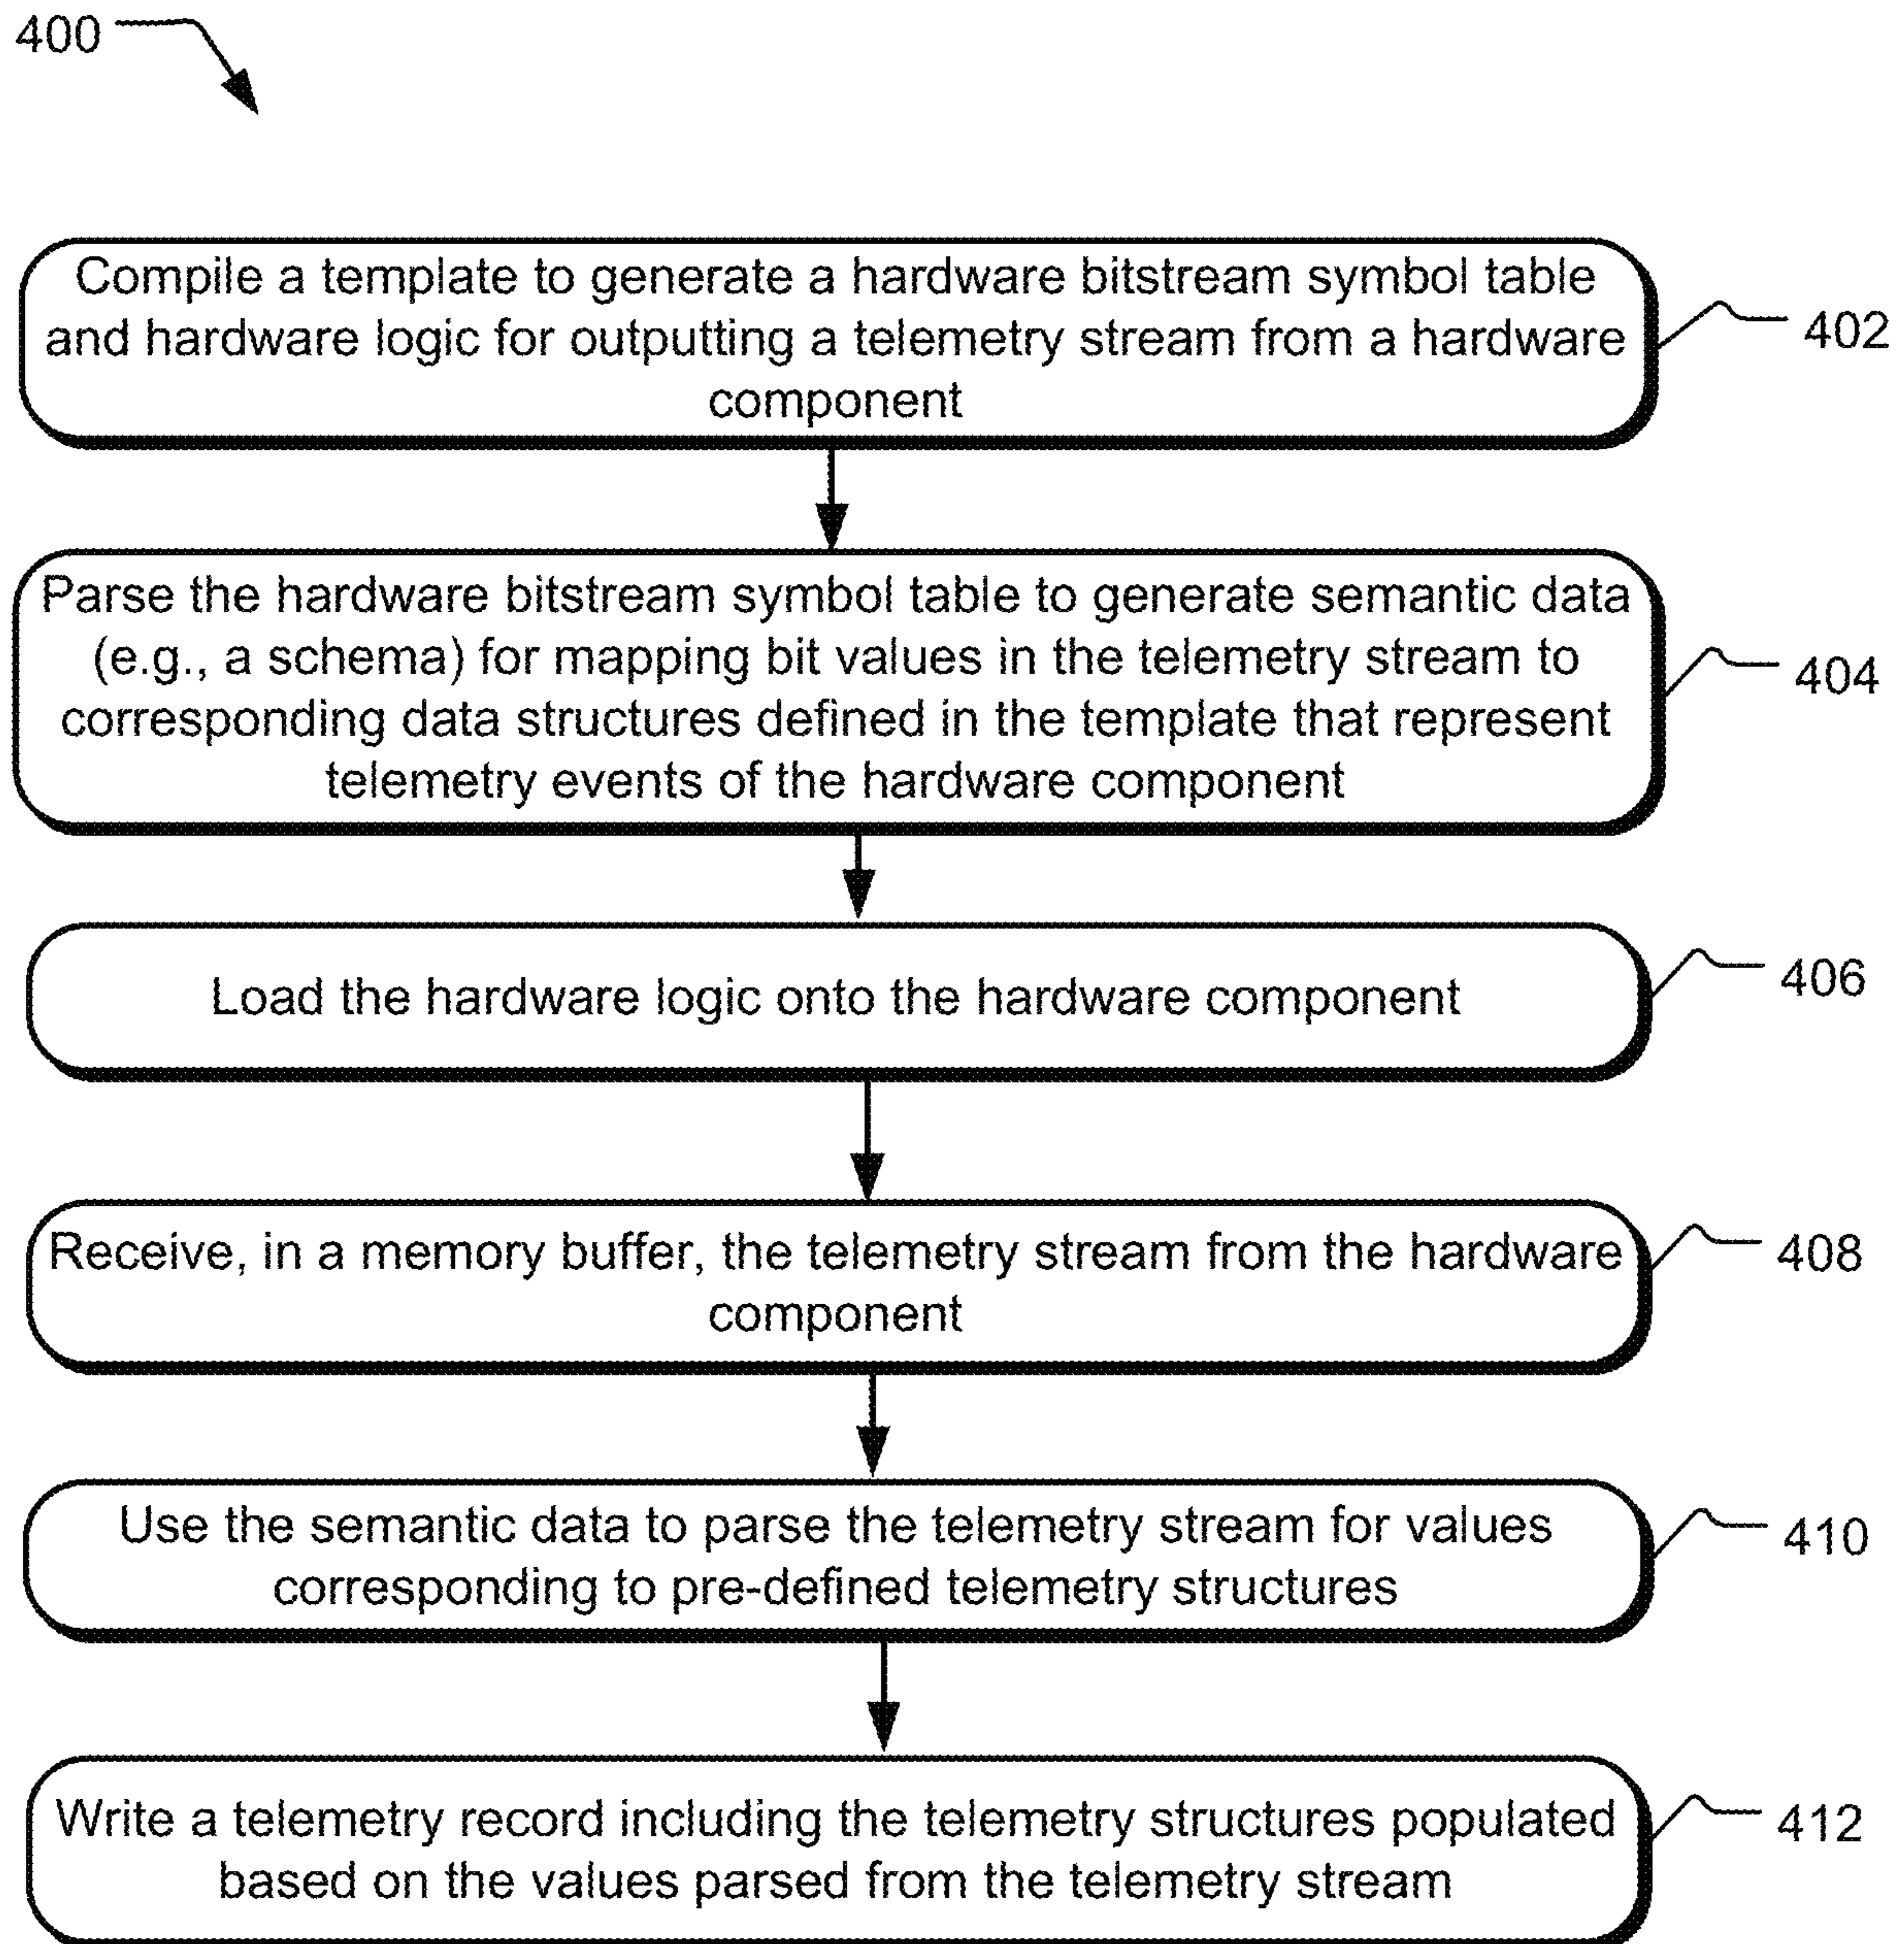 400
Compile a template to generate a hardware bitstream symbol table
and hardware logic for outputting a telemetry stream from a hardware
component
402
Parse the hardware bitstream symbol table to generate semantic data
(e.g., a schema) for mapping bit values in the telemetry stream to
corresponding data structures defined in the template that represent
telemetry events of the hardware component
404
Load the hardware logic onto the hardware component
406
Receive, in a memory buffer, the telemetry stream from the hardware
component
408
Use the semantic data to parse the telemetry stream for values
corresponding to pre-defined telemetry structures
410
Write a telemetry record including the telemetry structures populated
based on the values parsed from the telemetry stream
412